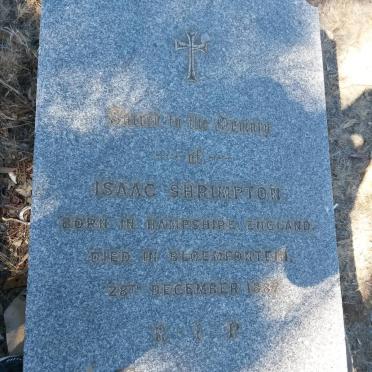 Sacred to the Memory
of
ISAAC SHRIMPTON
BORN IN HAMPSHIRE ENGLAND.
DIED IN BLOEMFONTEIN.
28TH DECEMBER
R · I · P